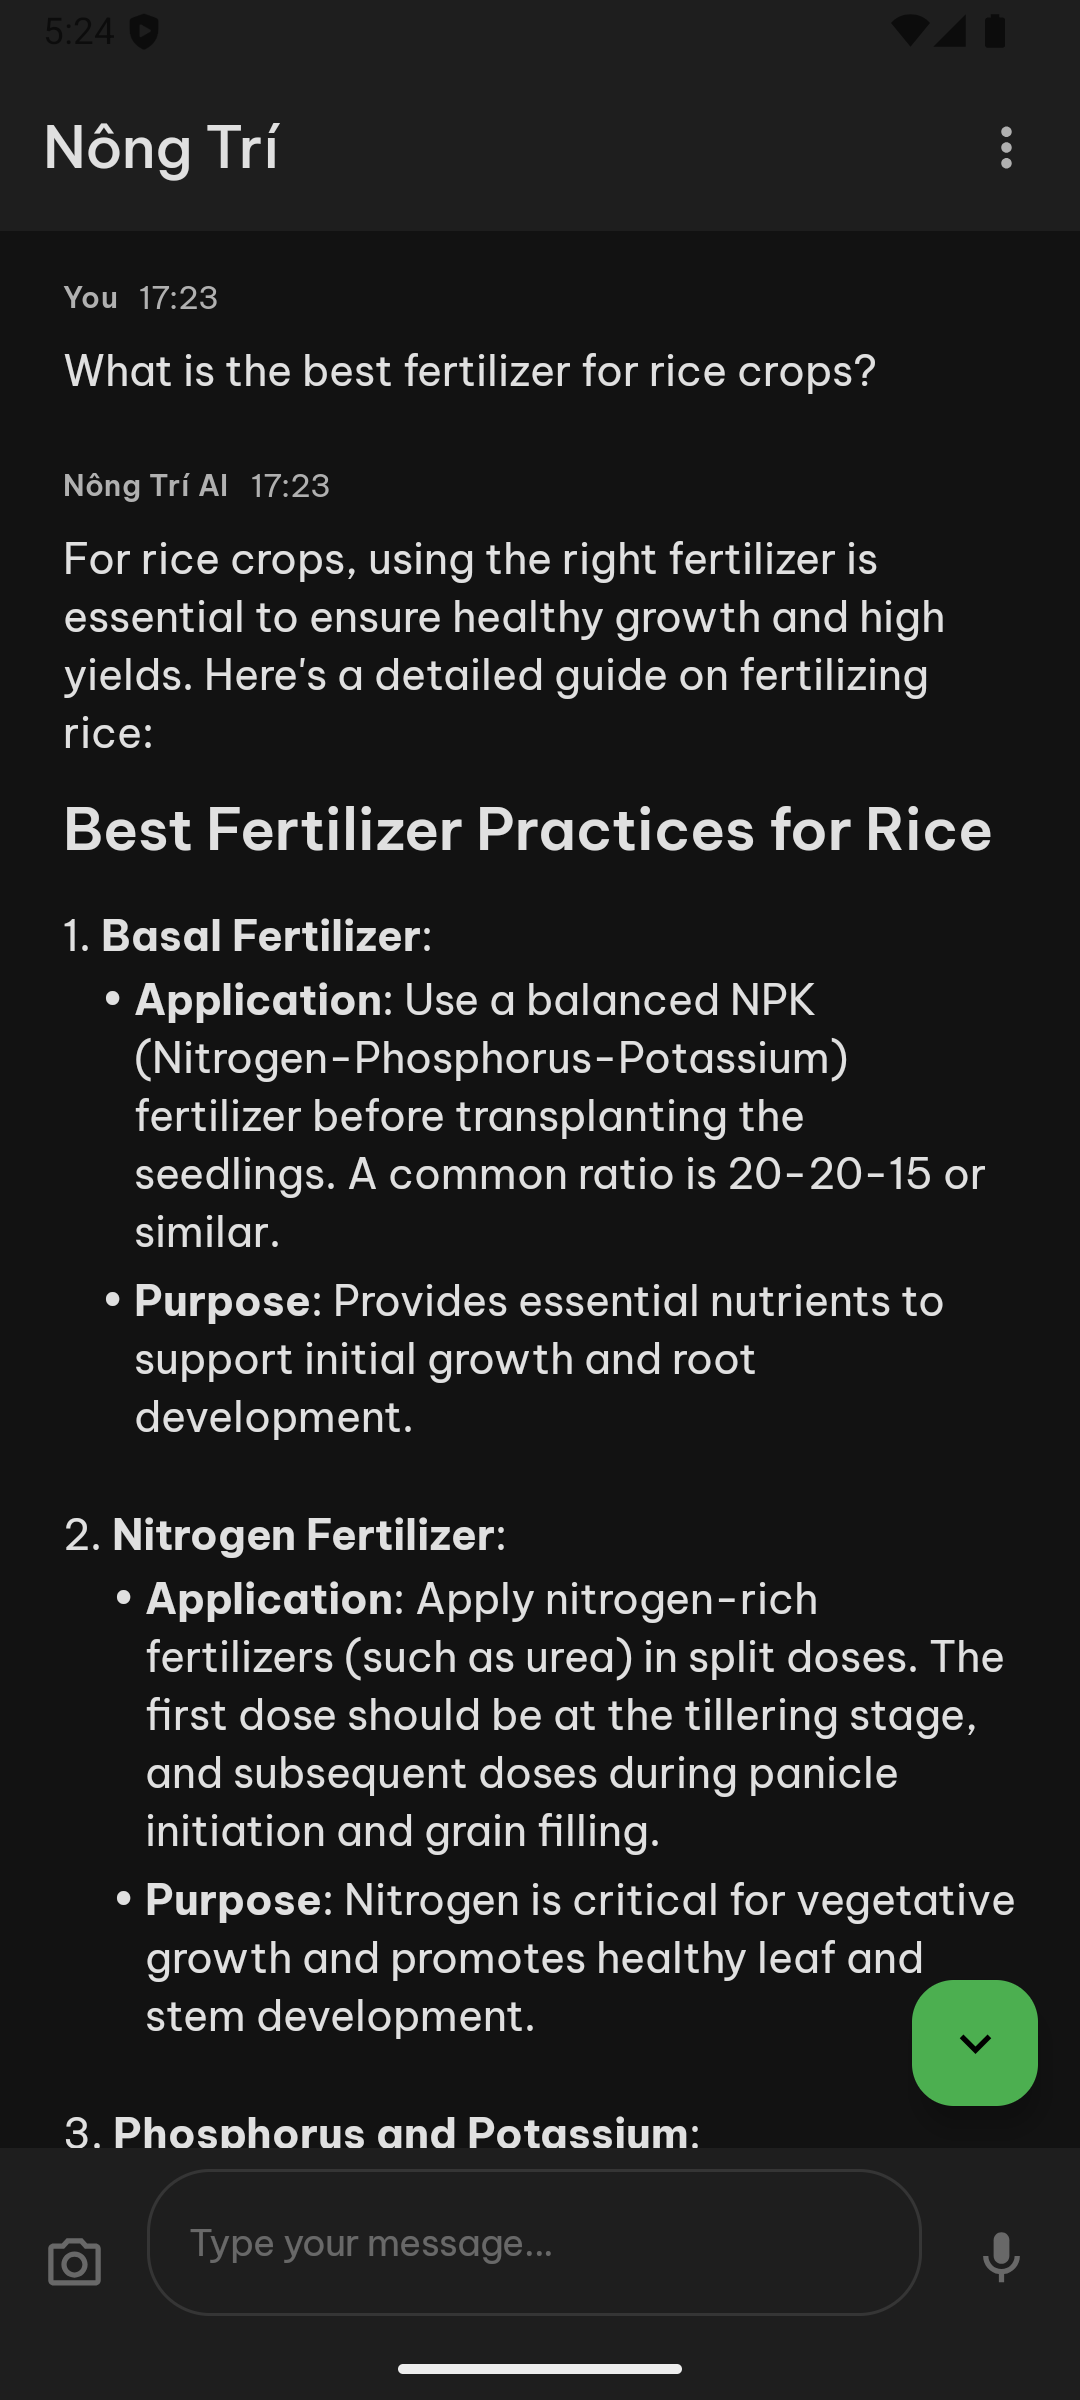 5:24
Nông Trí
You 17:23
What is the best fertilizer for rice crops?
Nông Trí AI 17:23
For rice crops, using the right fertilizer is
essential to ensure healthy growth and high
yields. Here's a detailed guide on fertilizing
rice:
Best Fertilizer Practices for Rice
1. Basal Fertilizer:
• Application: Use a balanced NPK
(Nitrogen-Phosphorus-Potassium)
fertilizer before transplanting the
seedlings. A common ratio is 20-20-15 or
similar.
• Purpose: Provides essential nutrients to
support initial growth and root
development.
2. Nitrogen Fertilizer:
• Application: Apply nitrogen-rich
fertilizers (such as urea) in split doses. The
first dose should be at the tillering stage,
and subsequent doses during panicle
initiation and grain filling.
• Purpose: Nitrogen is critical for vegetative
growth and promotes healthy leaf and
stem development.
3. Phosphorus and Potassium:
Type your message...